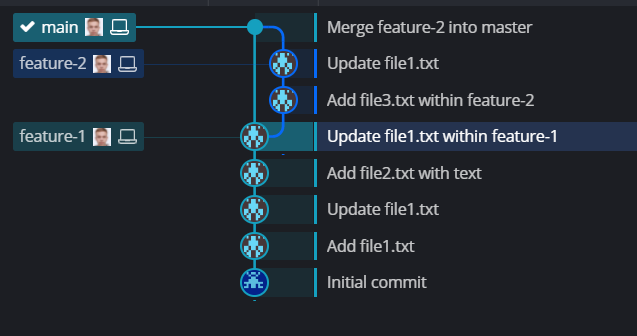 main Merge feature-2 into master
feature-2 Update file1.txt
Add file3.txt within feature-2
feature-1 Update file1.txt within feature-1
Add file2.txt with text
Update file1.txt
Add file1.txt
Initial commit